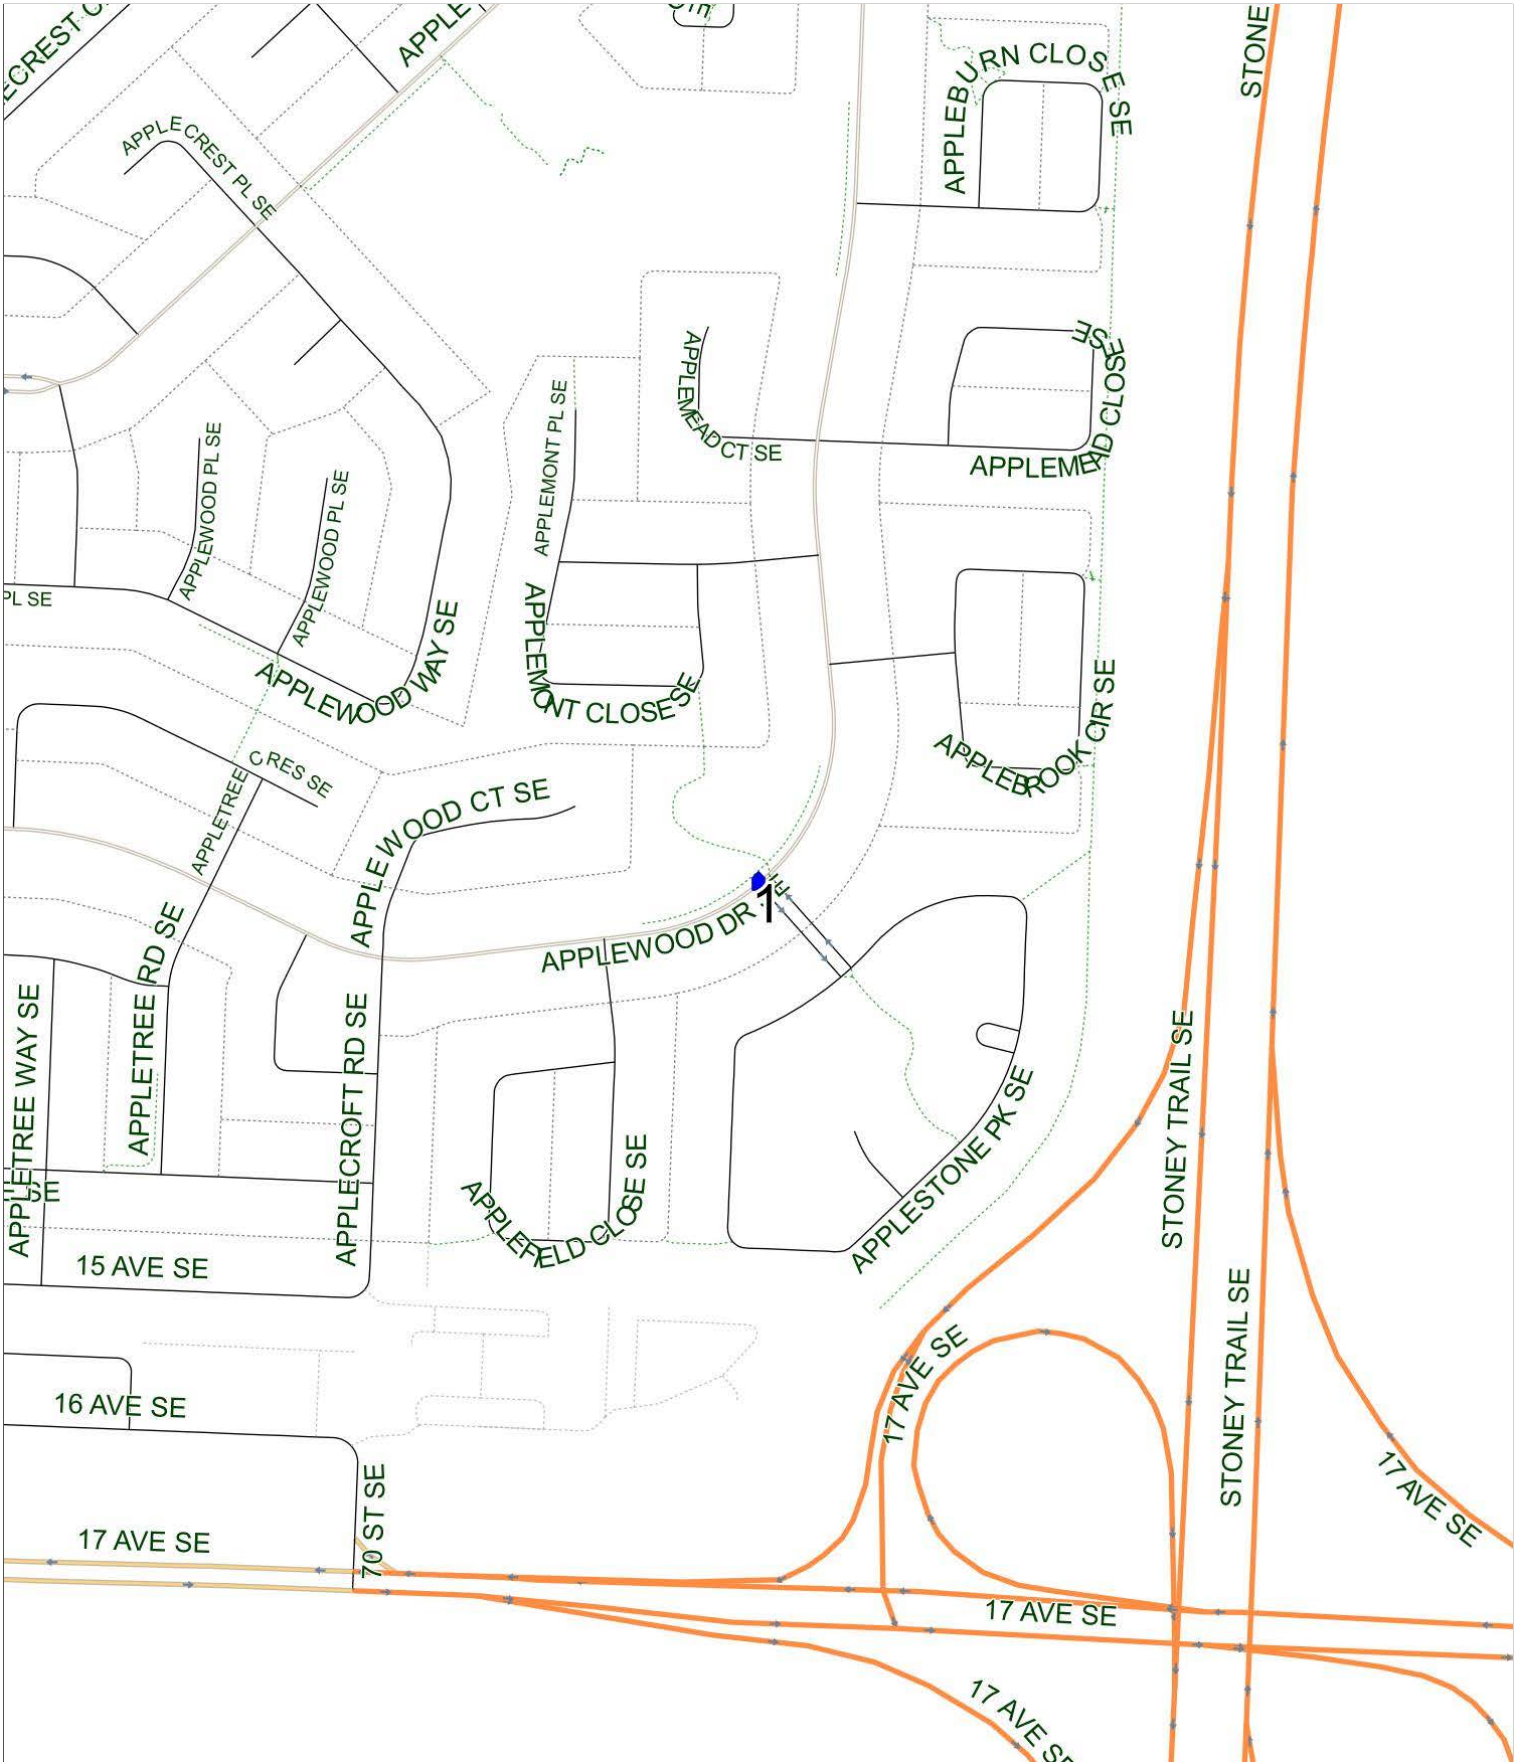 STONE
APPLEBURN CLOSE SE
APPLECREST PL SE
APPLEMEAD CLOSE SE
APPLEMEAD CT SE
APPLEMONT PL SE
APPLEWOOD PL SE
APPLEWOOD PL SE
PL SE
APPLEWOOD WAY SE
APPLEMONT CLOSE SE
APPLEBROOK CIR SE
APPLETREE CRES SE
APPLEWOOD CT SE
1
APPLEWOOD DR
APPLETREE RD SE
APPLETREE WAY SE
APPLECROFT RD SE
APPLEFIELD CLOSE SE
APPLESTONE PK SE
STONEY TRAIL SE
SE
15 AVE SE
STONEY TRAIL SE
17 AVE SE
16 AVE SE
70 ST SE
17 AVE SE
17 AVE SE
17 AVE SE
17 AVE SE